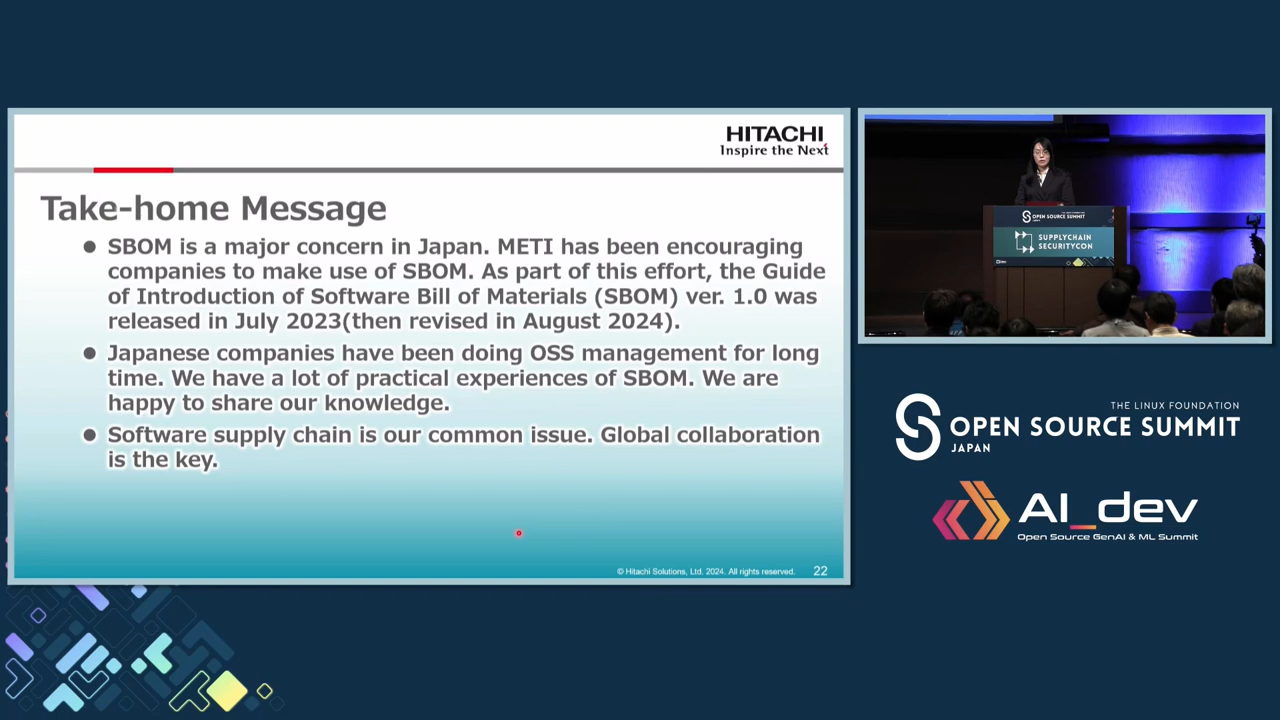 HITACHI
Inspire the Next
Take-home Message
● SBOM is a major concern in Japan. METI has been encouraging
companies to make use of SBOM. As part of this effort, the Guide
of Introduction of Software Bill of Materials (SBOM) ver. 1.0 was
released in July 2023(then revised in August 2024).
● Japanese companies have been doing OSS management for long
time. We have a lot of practical experiences of SBOM. We are
happy to share our knowledge.
● Software supply chain is our common issue. Global collaboration
is the key.
© Hitachi Solutions, Ltd. 2024. All rights reserved. 22
OPEN SOURCE SUMMIT
SUPPLYCHAIN
SECURITYCON
THE LINUX FOUNDATION
OPEN SOURCE SUMMIT
JAPAN
AI_dev
Open Source GenAI & ML Summit